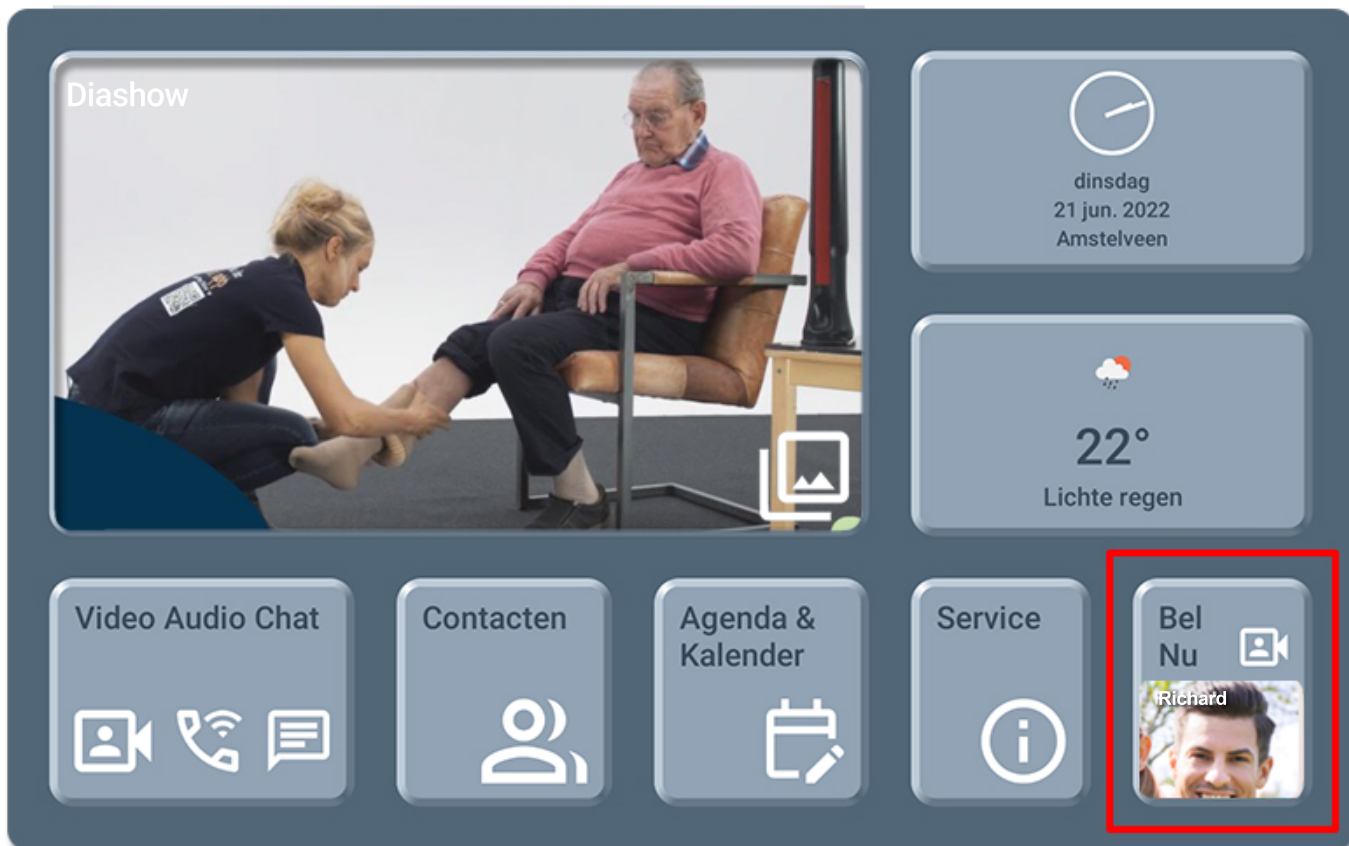 Diashow
dinsdag
21 jun. 2022
Amstelveen
22°
Lichte regen
Video Audio Chat
Contacten
Agenda &
Kalender
Service
Bel
Nu
Richard